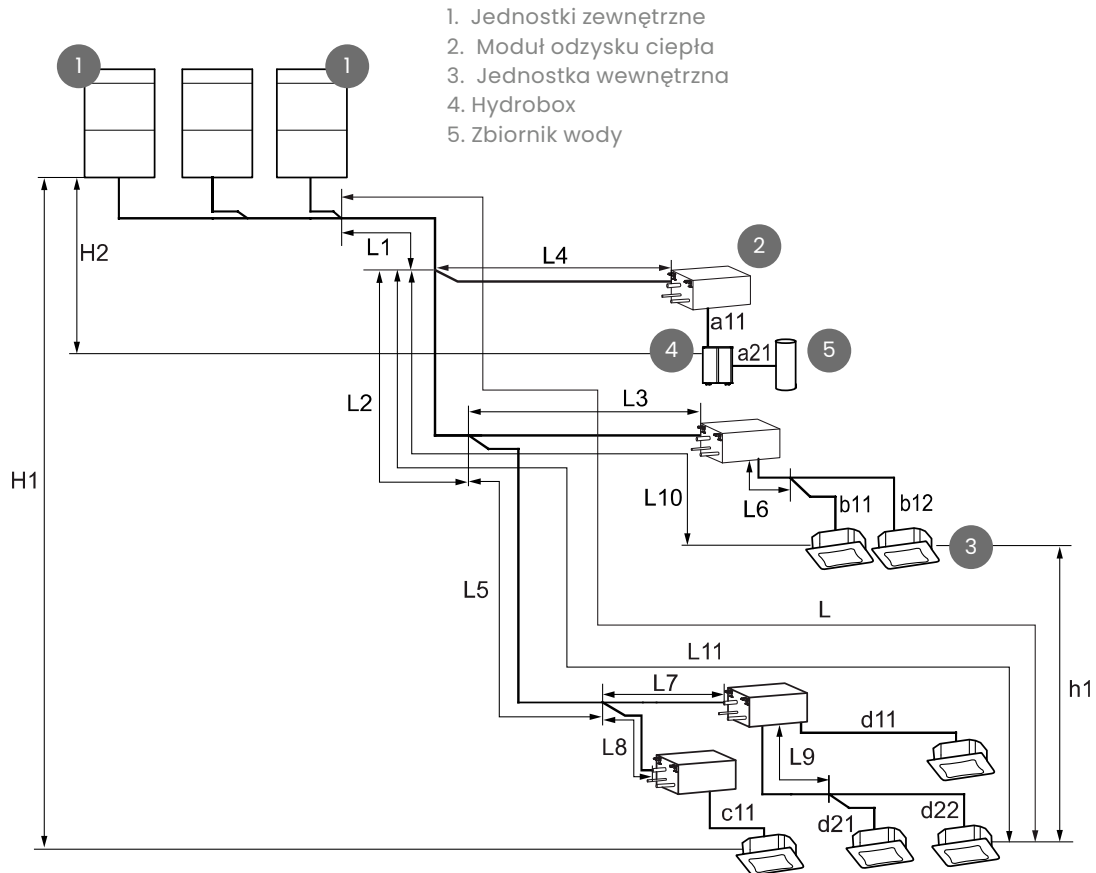 1. Jednostki zewnętrzne
2. Moduł odzysku ciepła
3. Jednostka wewnętrzna
4. Hydrobox
5. Zbiornik wody
1
1
H2
L1
L4
2
a11
4
a21
5
L2
L3
H1
L10
L6
b11
b12
3
L5
L
L11
h1
L7
d11
L8
L9
c11
d21
d22